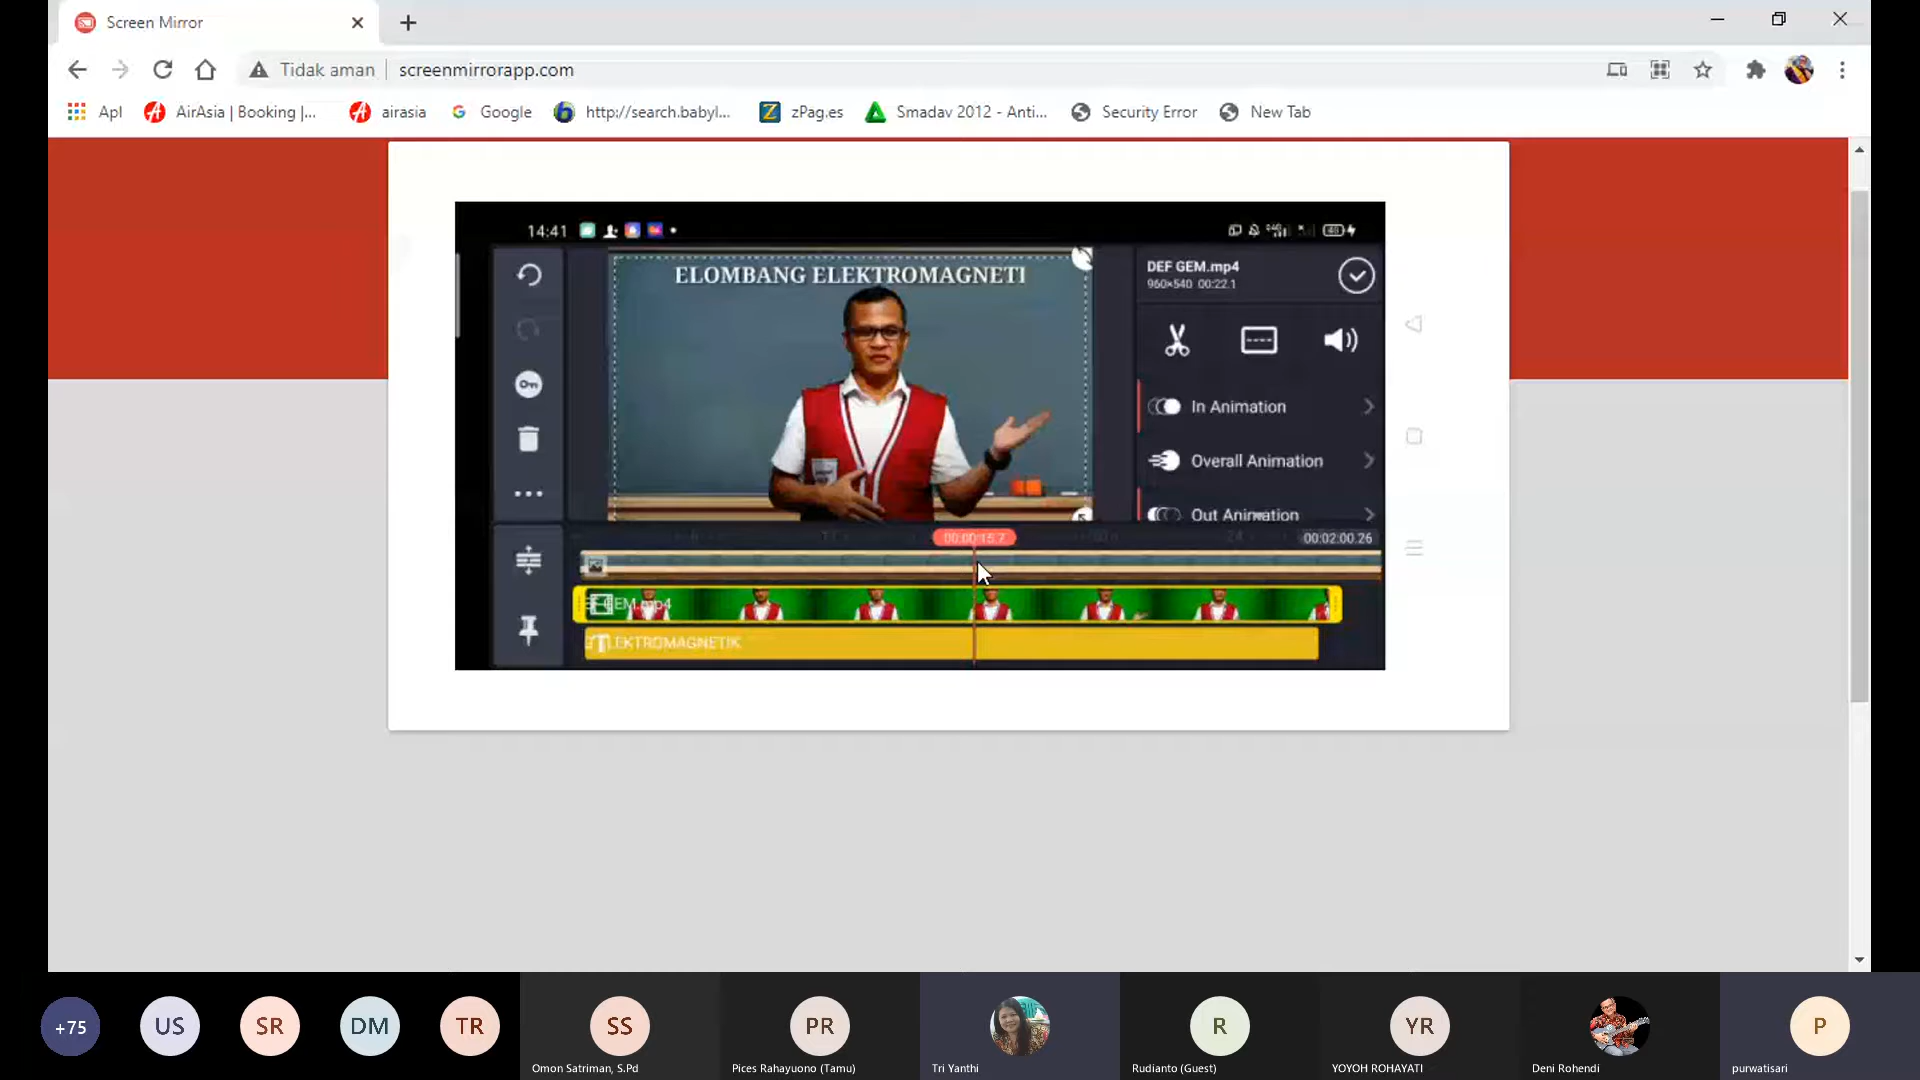 Screen Mirror
Tidak aman
screenmirrorapp.com
Apl
AirAsia | Booking |...
airasia
Google
http://search.babyl...
zPag.es
Smadav 2012 - Anti...
Security Error
New Tab
14:41
ELOMBANG ELEKTROMAGNETI
DEF GEM.mp4
960×540 00:22.1
In Animation
Overall Animation
Out Animation
00:00:15.7
00:02:00.26
GEM.mp4
LEKTROMAGNETIK
+75
US
SR
DM
TR
SS
PR
R
YR
P
Omon Satriman, S.Pd
Pices Rahayuono (Tamu)
Tri Yanthi
Rudianto (Guest)
YOYOH ROHAYATI
Deni Rohendi
purwatisari